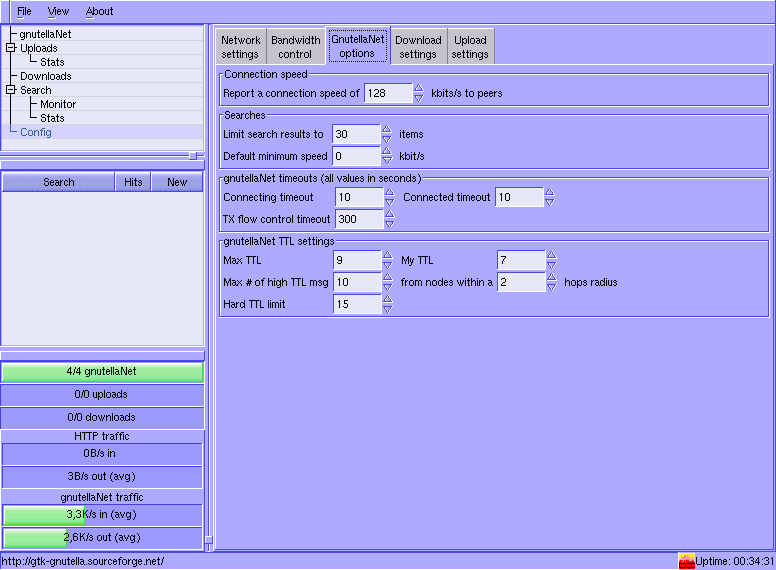 File View About
gnutellaNet
Uploads
Stats
Downloads
Search
Monitor
Stats
Config
Search Hits New
4/4 gnutellaNet
0/0 uploads
0/0 downloads
HTTP traffic
0B/s in
3B/s out (avg)
gnutellaNet traffic
3,3K/s in (avg)
2,6K/s out (avg)
Network settings
Bandwidth control
GnutellaNet options
Download settings
Upload settings
Connection speed
Report a connection speed of 128 kbits/s to peers
Searches
Limit search results to 30 items
Default minimum speed 0 kbit/s
gnutellaNet timeouts (all values in seconds)
Connecting timeout 10 Connected timeout 10
TX flow control timeout 300
gnutellaNet TTL settings
Max TTL 9 My TTL 7
Max # of high TTL msg 10 from nodes within a 2 hops radius
Hard TTL limit 15
http://gtk-gnutella.sourceforge.net/ Uptime: 00:34:31